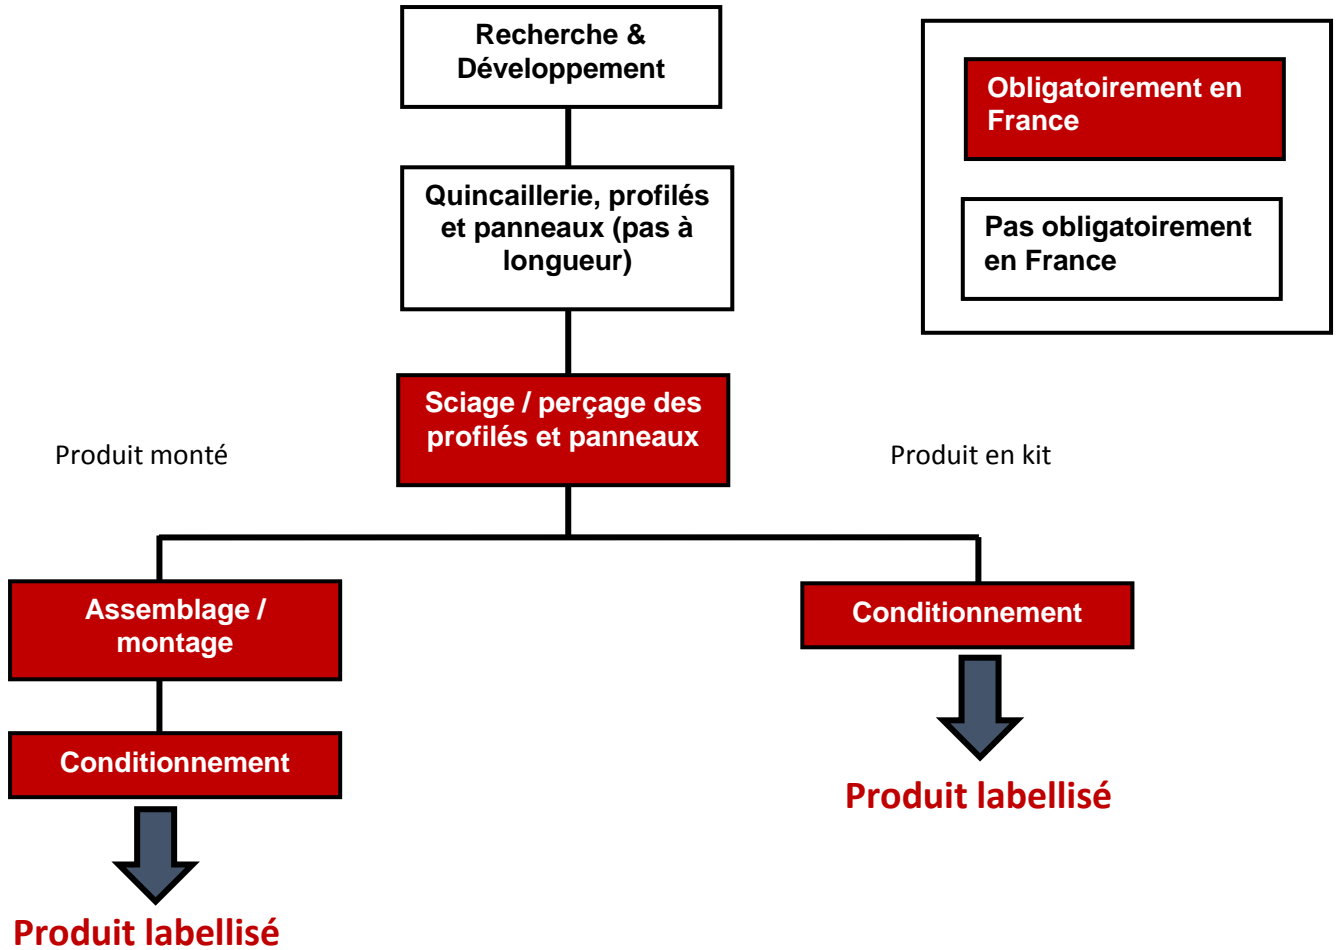 Recherche &
Développement
Obligatoirement en
France
Quincaillerie, profilés
et panneaux (pas à
longueur)
Pas obligatoirement
en France
Sciage / perçage des
profilés et panneaux
Produit monté
Produit en kit
Assemblage /
montage
Conditionnement
Conditionnement
Produit labellisé
Produit labellisé